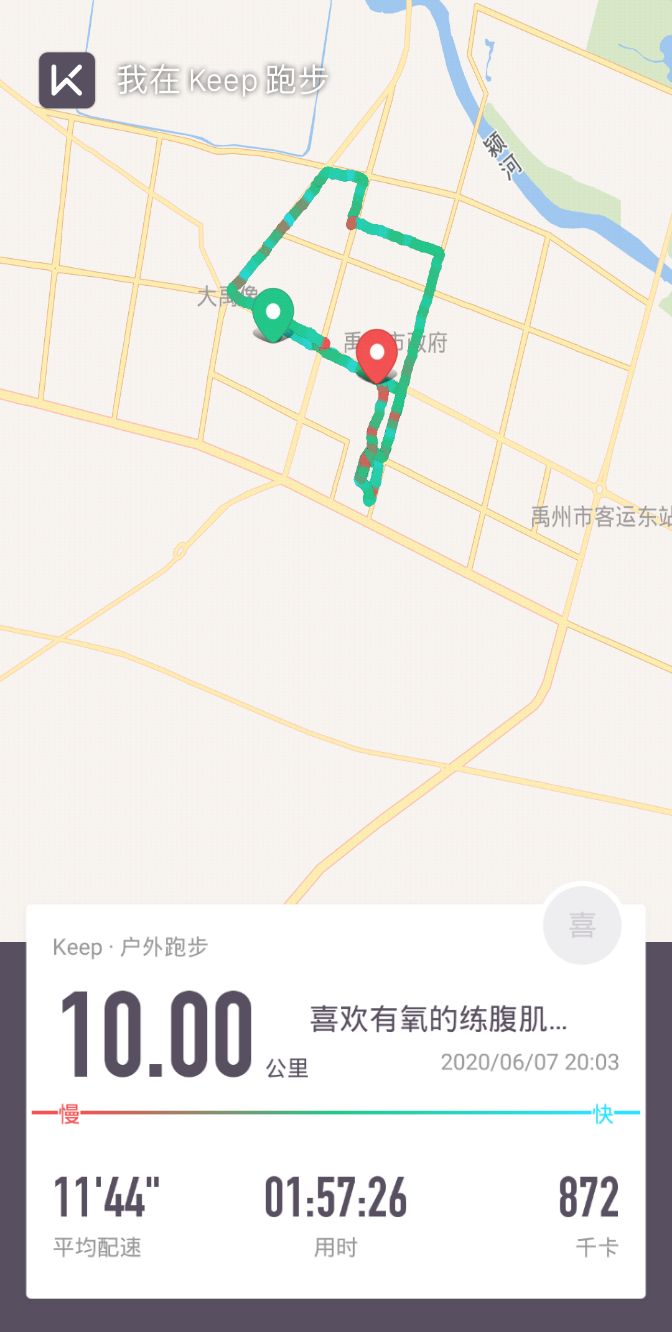 我在 Keep 跑步
颍河
大禹像
禹州市政府
禹州市客运东站
喜
Keep · 户外跑步
10.00 公里
喜欢有氧的练腹肌...
2020/06/07 20:03
慢 快
11'44" 01:57:26 872
平均配速 用时 千卡